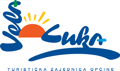 Vela
Luka
TURISTIČKA ZAJEDNICA OPĆINE